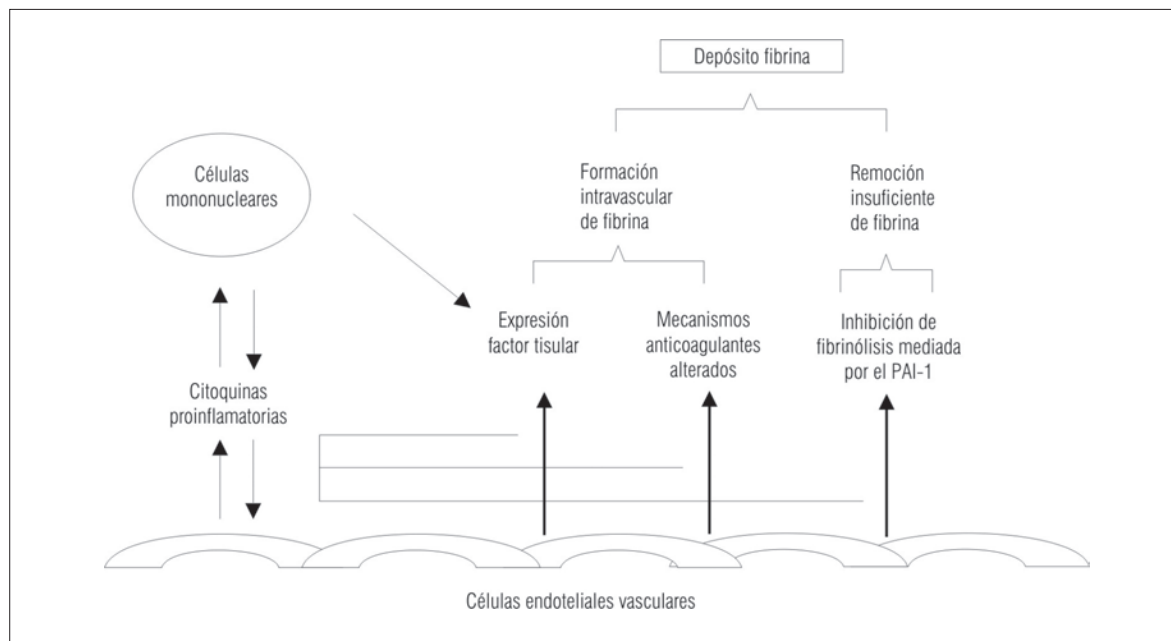 Depósito fibrina
Células
mononucleares
Formación
intravascular
de fibrina
Remoción
insuficiente
de fibrina
Expresión
factor tisular
Mecanismos
anticoagulantes
alterados
Inhibición de
fibrinólisis mediada
por el PAI-1
Citoquinas
proinflamatorias
Células endoteliales vasculares